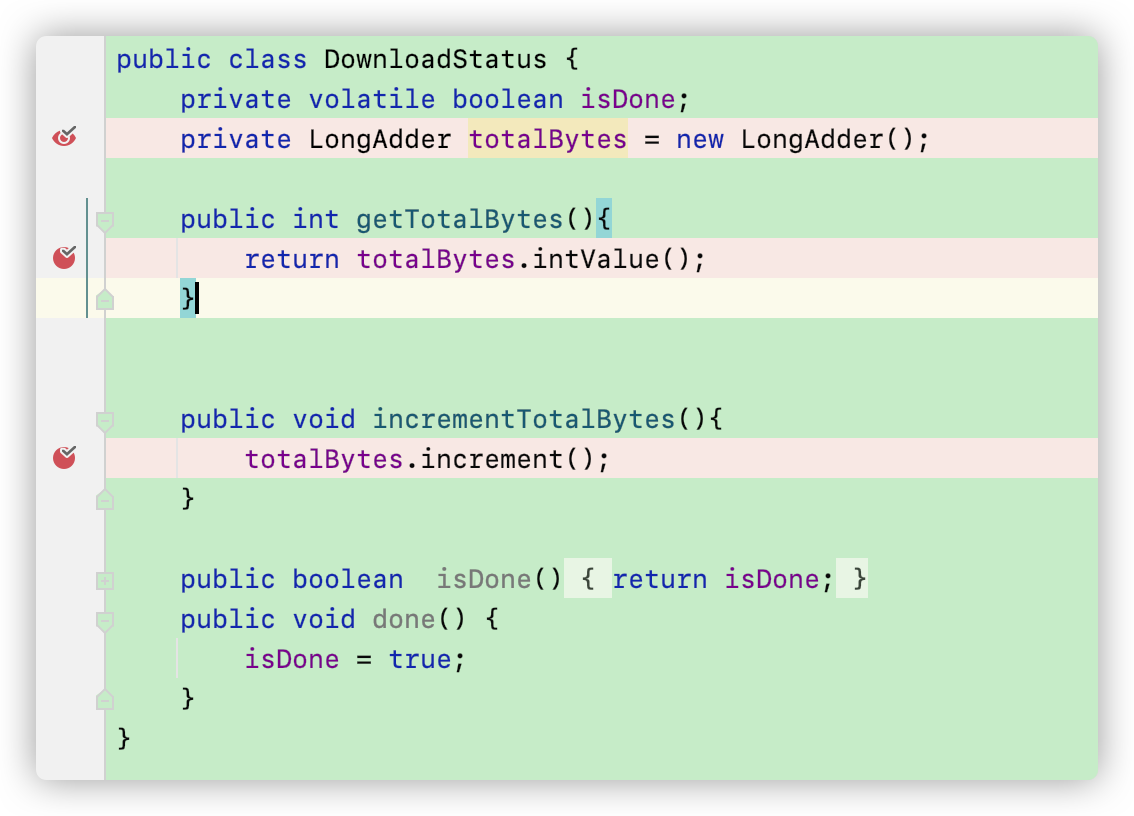 public class DownloadStatus {
    private volatile boolean isDone;
    private LongAdder totalBytes = new LongAdder();
    public int getTotalBytes(){
        return totalBytes.intValue();
    }
    public void incrementTotalBytes(){
        totalBytes.increment();
    }
    public boolean  isDone() { return isDone; }
    public void done() {
        isDone = true;
    }
}